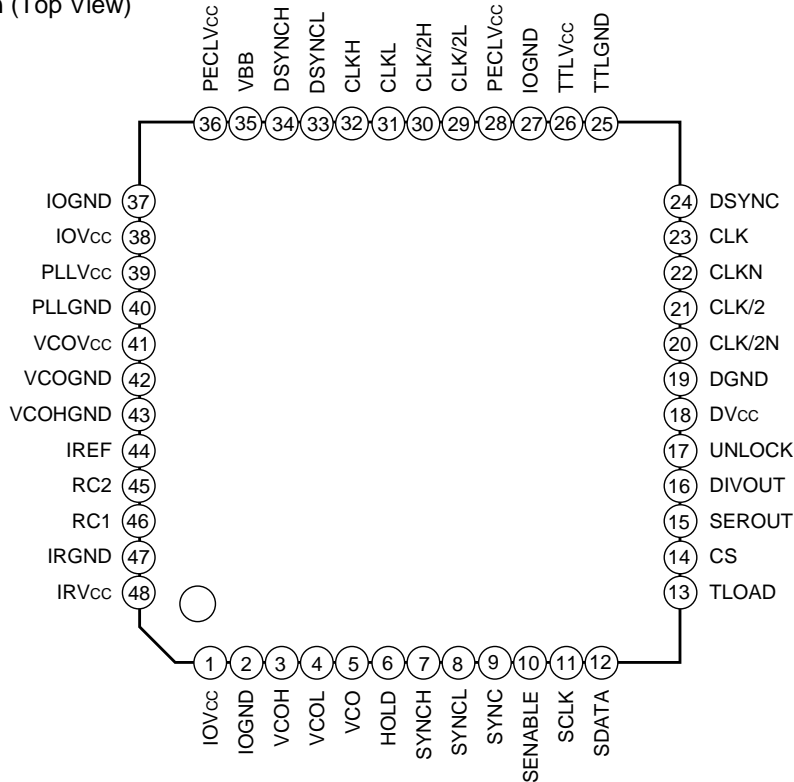 (Top View)
PECLVcc
VBB
DSYNCH
DSYNCL
CLKH
CLKL
CLK/2H
CLK/2L
PECLVcc
IOGND
TTLVcc
TTLGND
36 35 34 33 32 31 30 29 28 27 26 25
IOGND 37
IOVcc 38
PLLVcc 39
PLLGND 40
VCOVcc 41
VCOGND 42
VCOHGND 43
IREF 44
RC2 45
RC1 46
IRGND 47
IRVcc 48
24 DSYNC
23 CLK
22 CLKN
21 CLK/2
20 CLK/2N
19 DGND
18 DVcc
17 UNLOCK
16 DIVOUT
15 SEROUT
14 CS
13 TLOAD
1 2 3 4 5 6 7 8 9 10 11 12
IOVcc
IOGND
VCOH
VCOL
VCO
HOLD
SYNCH
SYNCL
SYNC
SENABLE
SCLK
SDATA